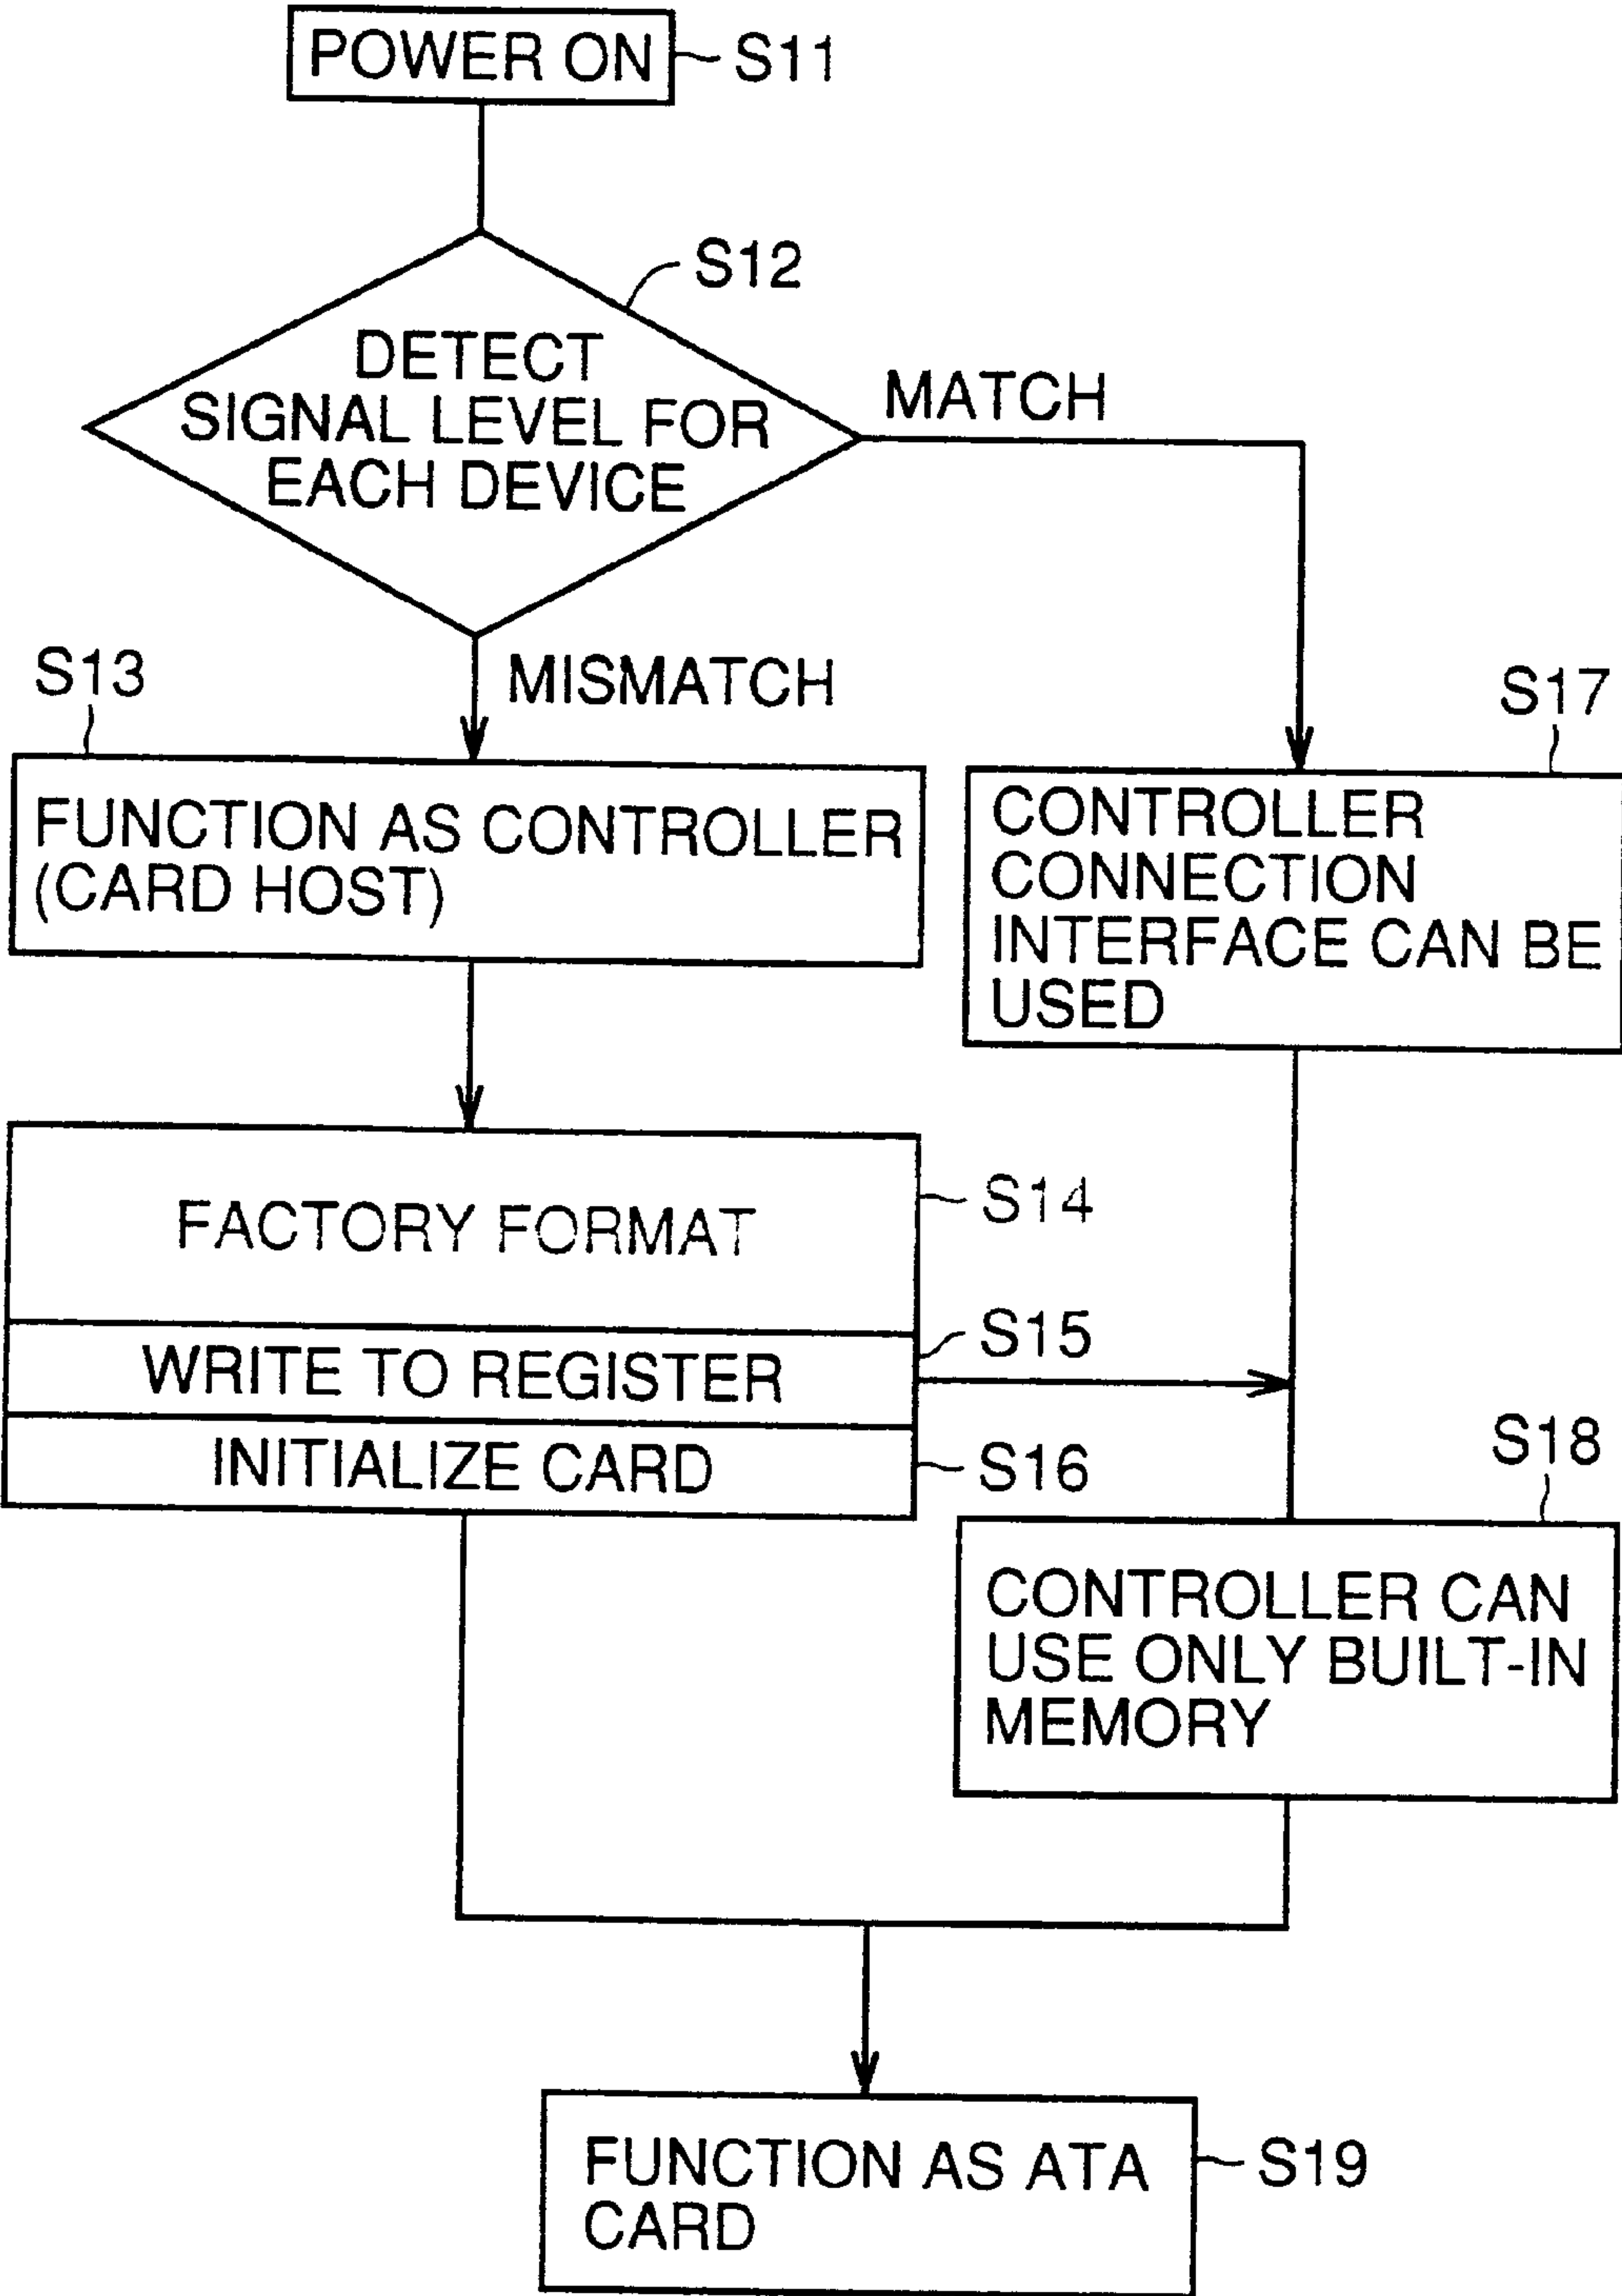 POWER ON
S11
S12
DETECT
SIGNAL LEVEL FOR
EACH DEVICE
MATCH
MISMATCH
S13
FUNCTION AS CONTROLLER
(CARD HOST)
S17
CONTROLLER
CONNECTION
INTERFACE CAN BE
USED
FACTORY FORMAT
S14
WRITE TO REGISTER
S15
INITIALIZE CARD
S16
S18
CONTROLLER CAN
USE ONLY BUILT-IN
MEMORY
FUNCTION AS ATA
CARD
S19